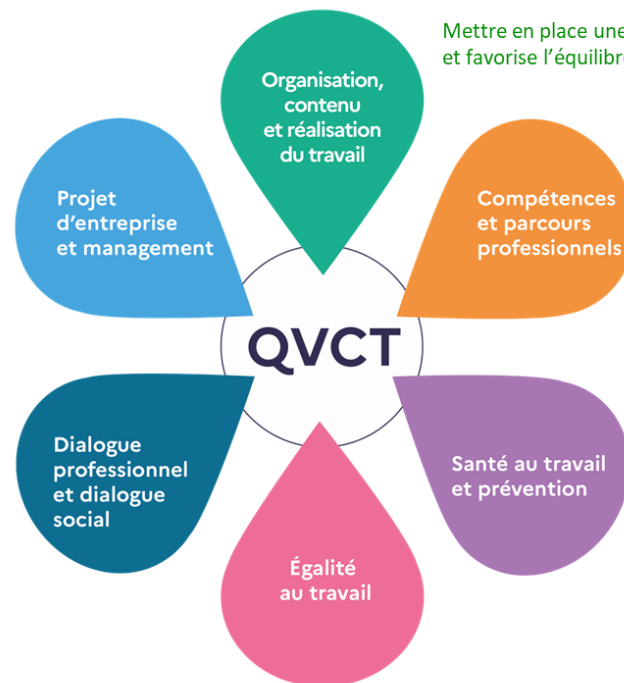 Mettre en place une
et favorise l'équilibre
Organisation,
contenu
et réalisation
du travail
Projet
d'entreprise
et management
Compétences
et parcours
professionnels
QVCT
Dialogue
professionnel
et dialogue
social
Santé au travail
et prévention
Égalité
au travail